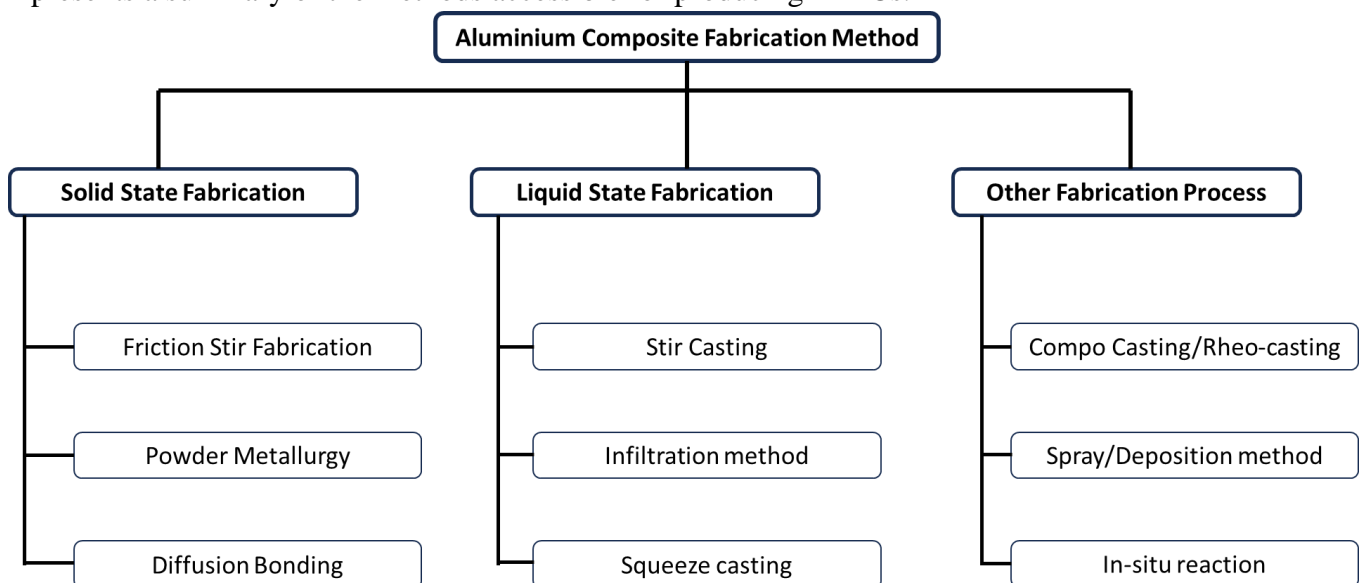 Aluminium Composite Fabrication Method
Solid State Fabrication
Friction Stir Fabrication
Powder Metallurgy
Diffusion Bonding
Liquid State Fabrication
Stir Casting
Infiltration method
Squeeze casting
Other Fabrication Process
Compo Casting/Rheo-casting
Spray/Deposition method
In-situ reaction